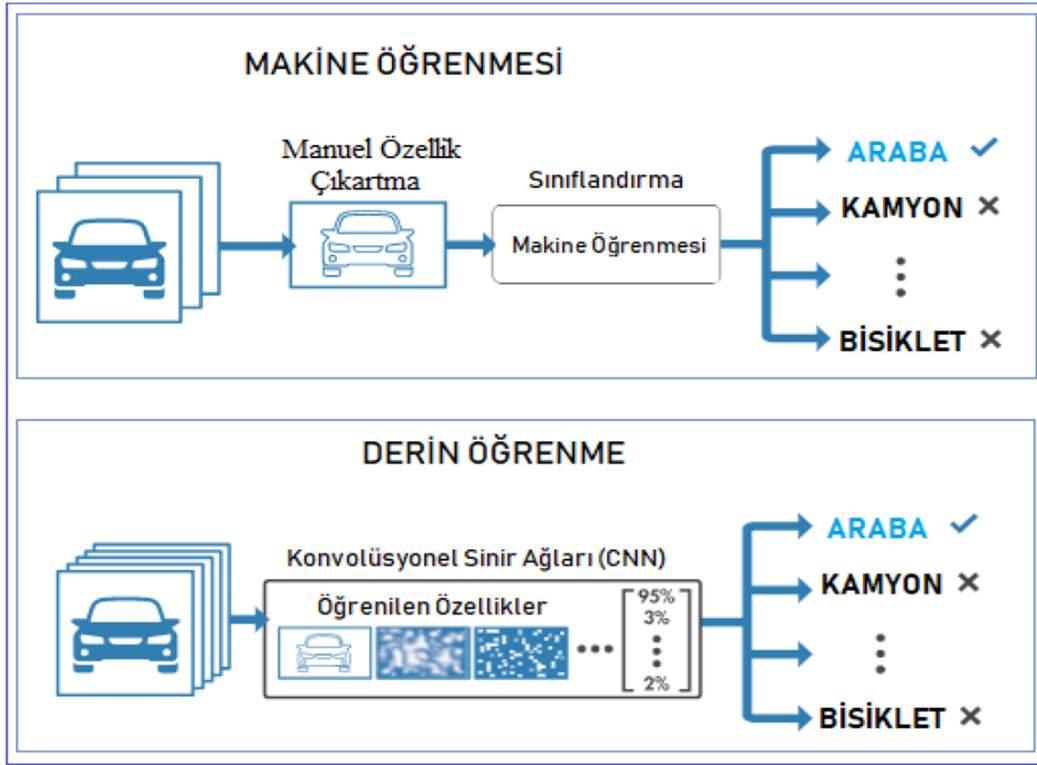 MAKİNE ÖĞRENMESİ
Manuel Özellik
Çıkartma
Sınıflandırma
Makine Öğrenmesi
ARABA
KAMYON
BİSİKLET
DERİN ÖĞRENME
Konvolüsyonel Sinir Ağları (CNN)
Öğrenilen Özellikler
95%
3%
2%
ARABA
KAMYON
BİSİKLET